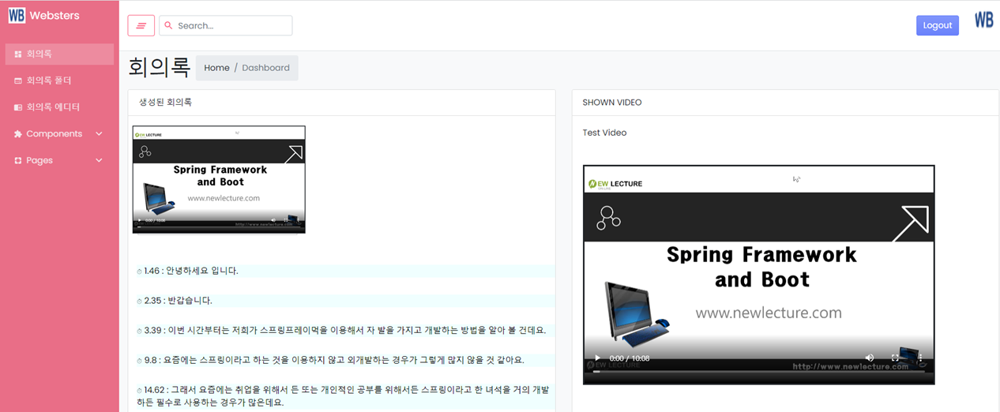 WB Websters
Search...
Logout
WB
회의록
회의록 폴더
회의록 에디터
Components
Pages
회의록 Home / Dashboard
생성된 회의록
NEW LECTURE
Spring Framework
and Boot
www.newlecture.com
0:00 / 10:08
http://www.newlecture.com
1.46 : 안녕하세요 입니다.
2.35 : 반갑습니다.
3.39 : 이번 시간부터는 저희가 스프링프레이먹을 이용해서 자 발을 가지고 개발하는 방법을 알아 볼 건데요.
9.8 : 요즘에는 스프링이라고 하는 것을 이용하지 않고 외개발하는 경우가 그렇게 많지 않을 것 같아요.
14.62 : 그래서 요즘에는 취업을 위해서 든 또는 개인적인 공부를 위해서든 스프링이라고 한 녀석을 거의 개발
하든 필수로 사용하는 경우가 많은데요.
SHOWN VIDEO
Test Video
NEW LECTURE
ONLINE
Spring Framework
and Boot
www.newlecture.com
0:00 / 10:08
NEW LECTURE
http://www.newlecture.com